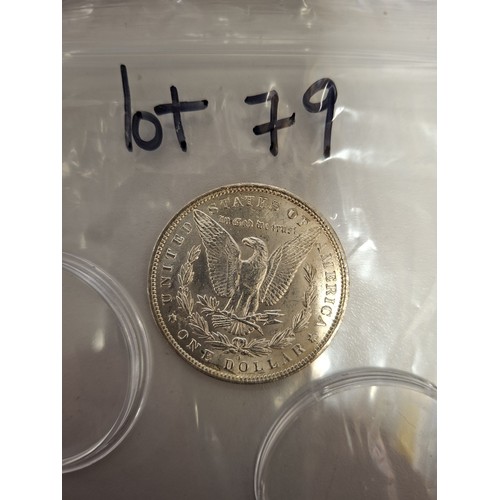 lot 79
UNITED STATES OF AMERICA
IN GOD WE TRUST
ONE DOLLAR